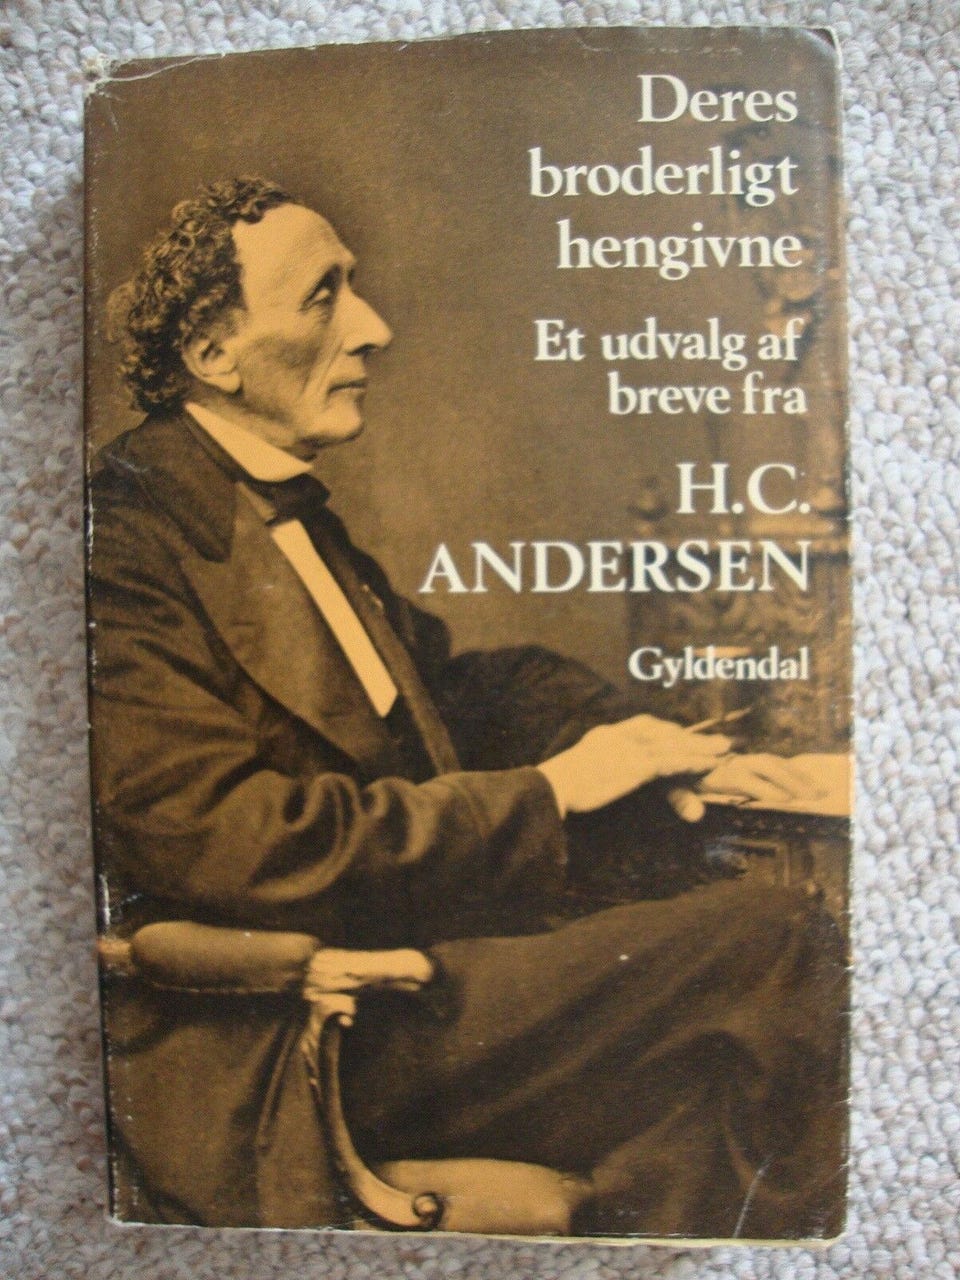 Deres
broderligt
hengivne
Et udvalg af
breve fra
H.C.
ANDERSEN
Gyldendal